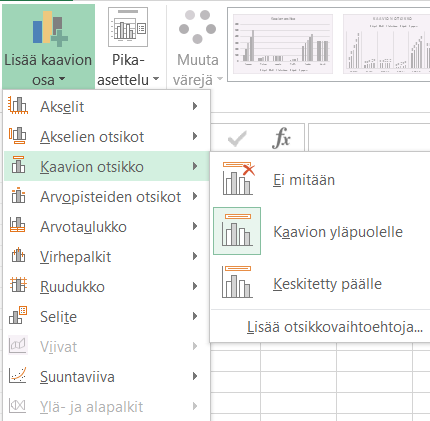 Lisää kaavion
osa
Pika-
asettelu
Muuta
värejä
Akselit
Akselien otsikot
Kaavion otsikko
Arvopisteiden otsikot
Arvotaulukko
Virhepalkit
Ruudukko
Selite
Viivat
Suuntaviiva
Ylä- ja alapalkit
fx
Ei mitään
Kaavion yläpuolelle
Keskitetty päälle
Lisää otsikkovaihtoehtoja...